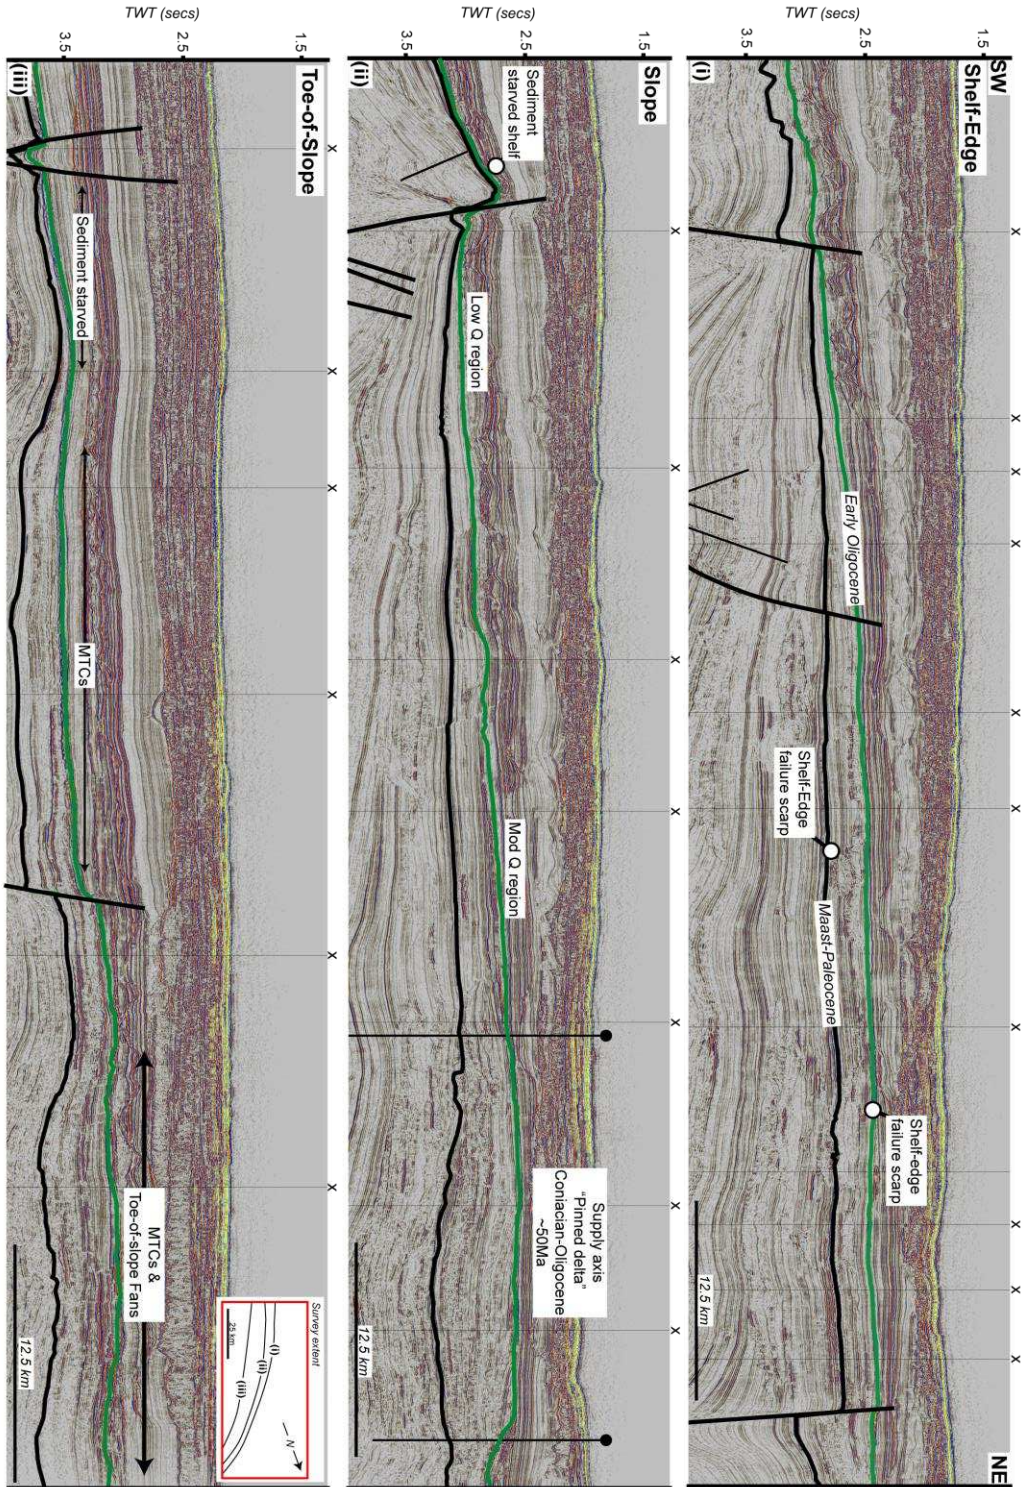 SW
NE
Shelf-Edge
(i)
TWT (secs)
1.5
2.5
3.5
X X X X X X X X X X X
Early Oligocene
Maast-Paleocene
Shelf-Edge
failure scarp
Shelf-edge
failure scarp
12.5 km
Slope
(ii)
TWT (secs)
1.5
2.5
3.5
X X X X X X X
Sediment
starved shelf
Low Q region
Mod Q region
Supply axis
"Pinned delta"
Coniacian-Oligocene
~50Ma
12.5 km
Toe-of-Slope
(iii)
TWT (secs)
1.5
2.5
3.5
X X X X X X
Sediment starved
MTCs
MTCs &
Toe-of-slope Fans
12.5 km
Survey extent
(i)
(ii)
(iii)
25 km
N